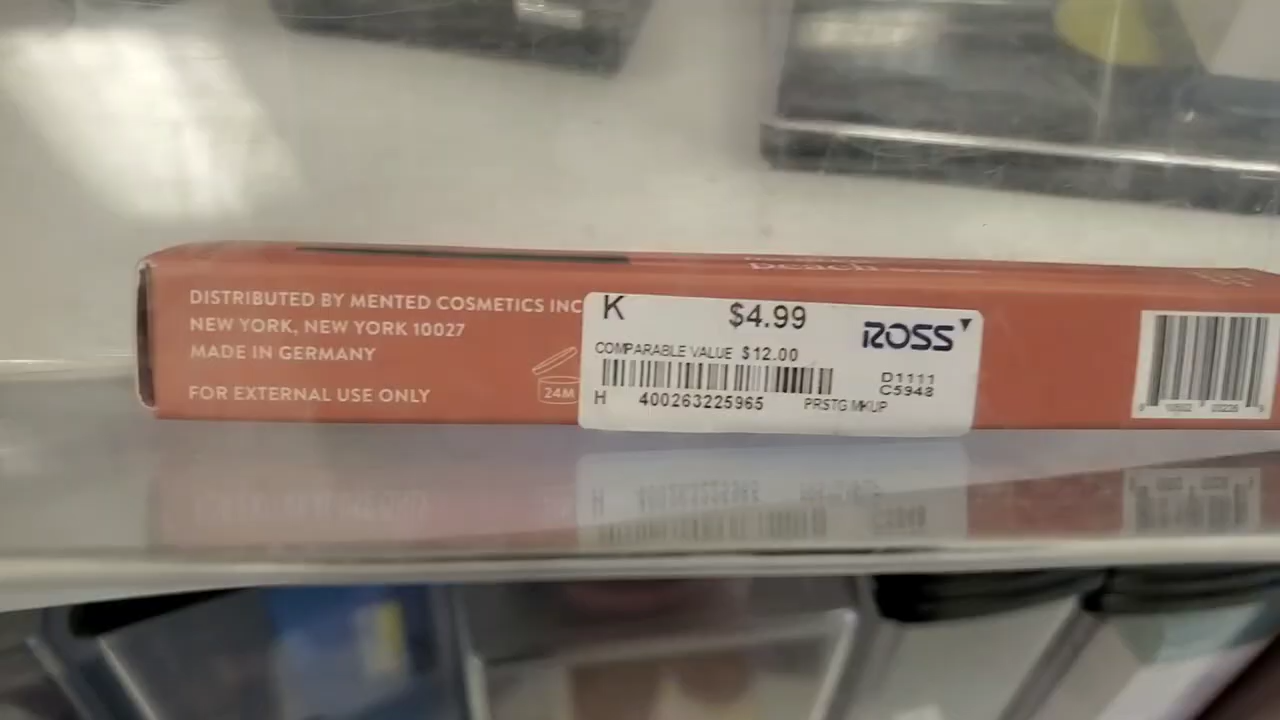 peach
DISTRIBUTED BY MENTED COSMETICS INC
NEW YORK, NEW YORK 10027
MADE IN GERMANY
FOR EXTERNAL USE ONLY
24M
K $4.99 ROSS
COMPARABLE VALUE $12.00
D1111
C5948
H 400263225965 PRSTG MKUP